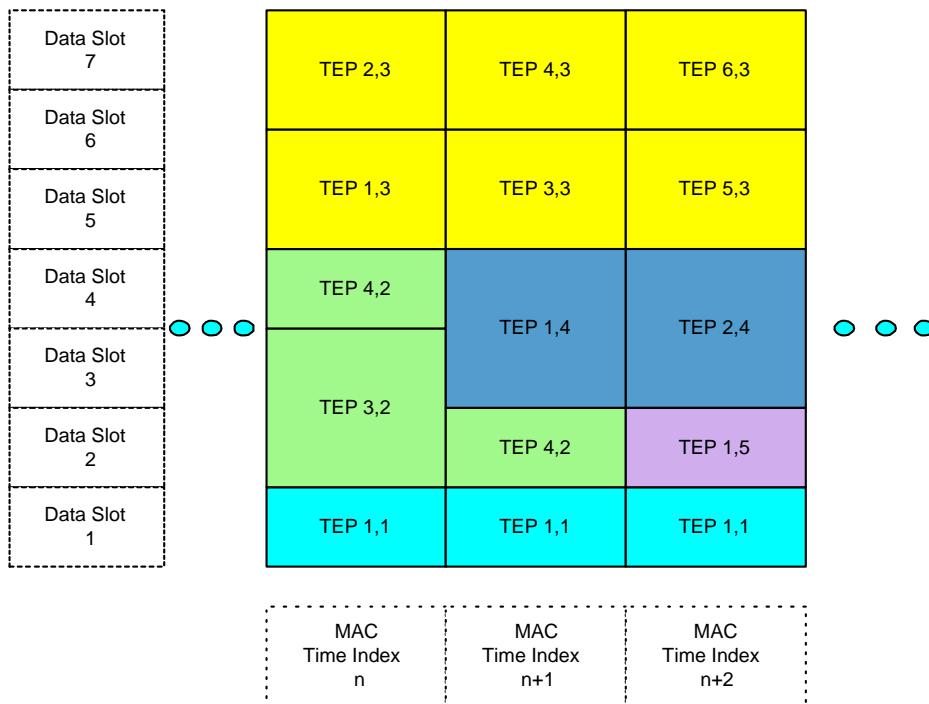 Data Slot
7
Data Slot
6
Data Slot
5
Data Slot
4
Data Slot
3
Data Slot
2
Data Slot
1
TEP 2,3
TEP 4,3
TEP 6,3
TEP 1,3
TEP 3,3
TEP 5,3
TEP 4,2
TEP 1,4
TEP 2,4
TEP 3,2
TEP 4,2
TEP 1,5
TEP 1,1
TEP 1,1
TEP 1,1
MAC
Time Index
n
MAC
Time Index
n+1
MAC
Time Index
n+2